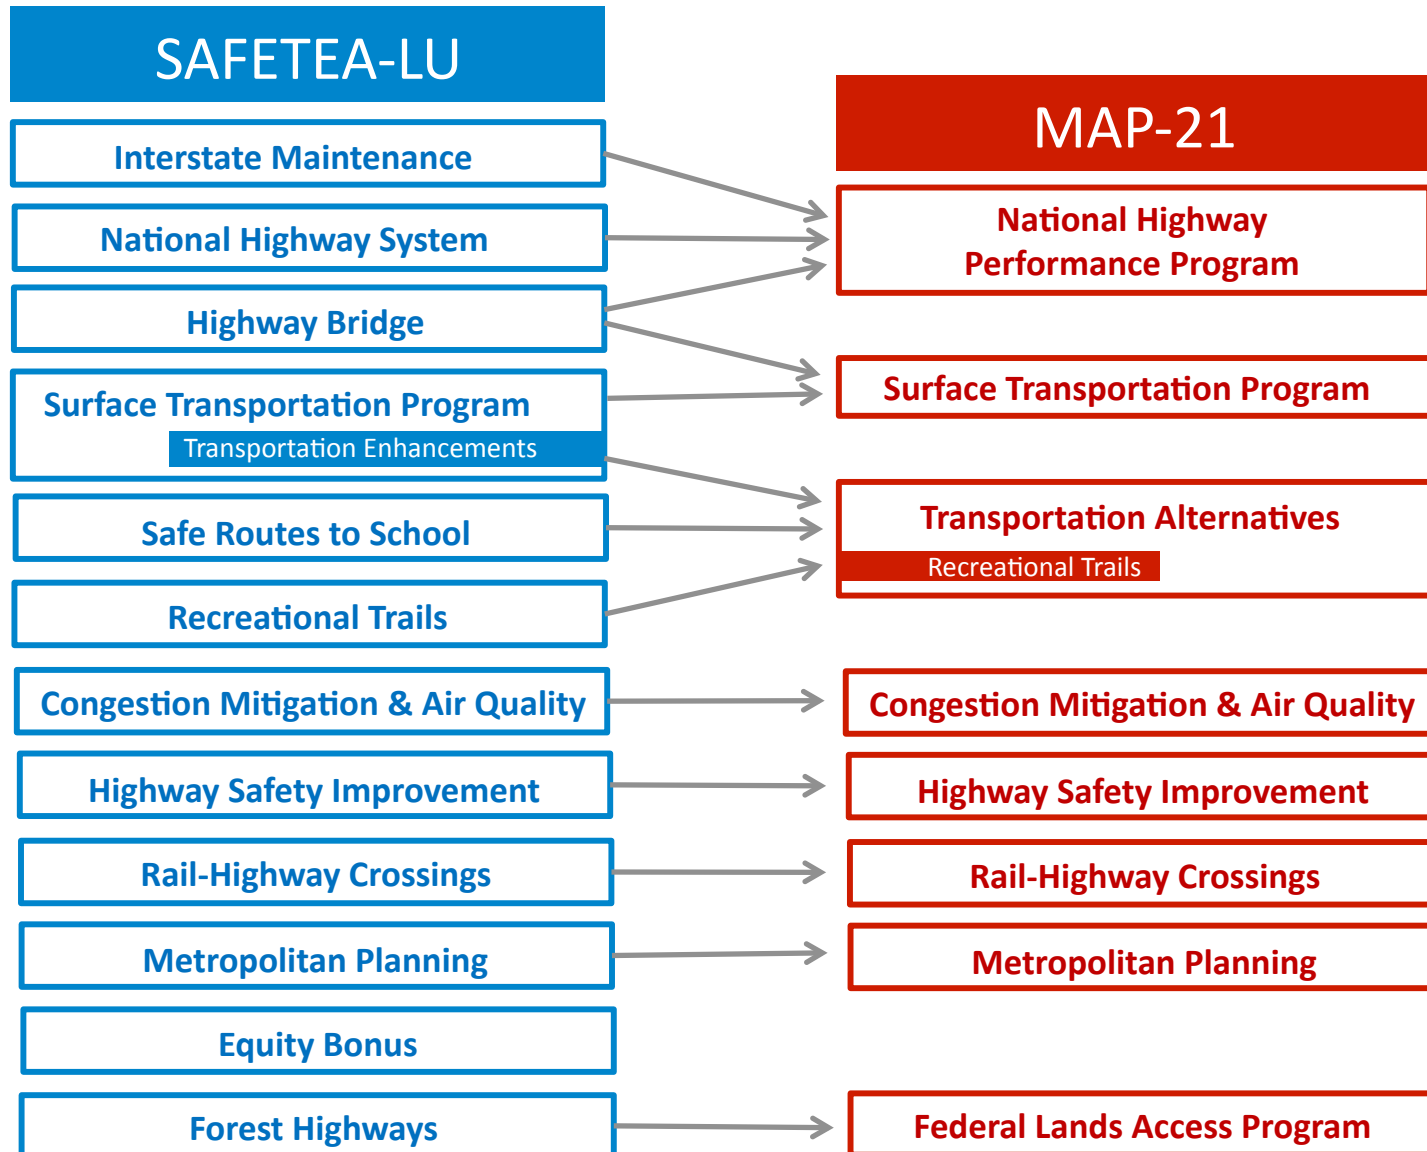 SAFETEA-LU
Interstate Maintenance
National Highway System
Highway Bridge
Surface Transportation Program
Transportation Enhancements
Safe Routes to School
Recreational Trails
Congestion Mitigation & Air Quality
Highway Safety Improvement
Rail-Highway Crossings
Metropolitan Planning
Equity Bonus
Forest Highways
MAP-21
National Highway
Performance Program
Surface Transportation Program
Transportation Alternatives
Recreational Trails
Congestion Mitigation & Air Quality
Highway Safety Improvement
Rail-Highway Crossings
Metropolitan Planning
Federal Lands Access Program